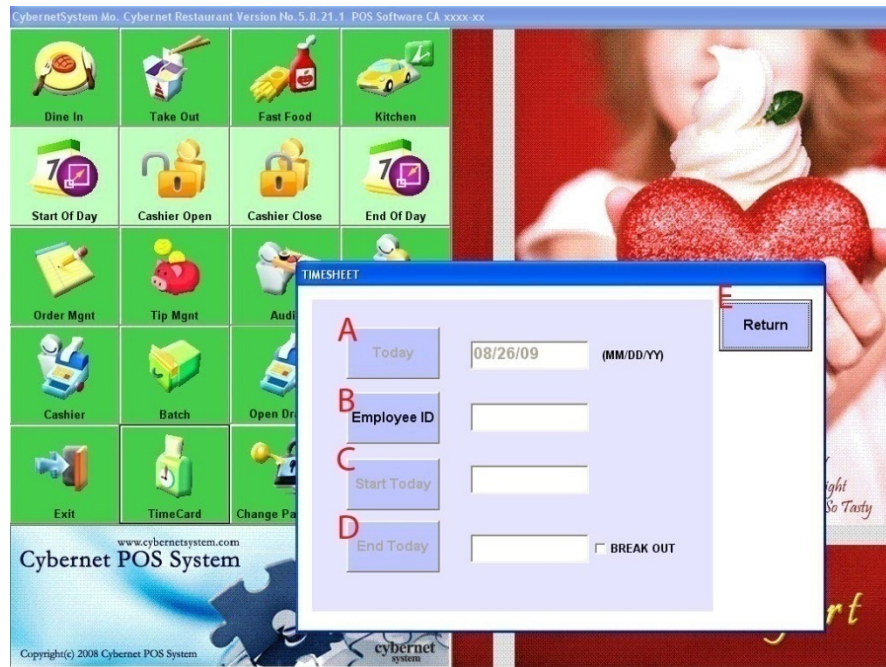 CybernetSystem Mo. Cybernet Restaurant Version No.5.8.21.1 POS Software CA xxxx-xx
Dine In
Take Out
Fast Food
Kitchen
7
7
Start Of Day
Cashier Open
Cashier Close
End Of Day
Order Mgnt
Tip Mgnt
TIMESHEET
A
Today
08/26/09
(MM/DD/YY)
E
Return
Cashier
Batch
Open
B
Employee ID
C
Start Today
D
End Today
BREAK OUT
Exit
TimeCard
Change
So Tasty
www.cybernetsystem.com
Cybernet POS System
Copyright(c) 2008 Cybernet POS System
cybernet
system